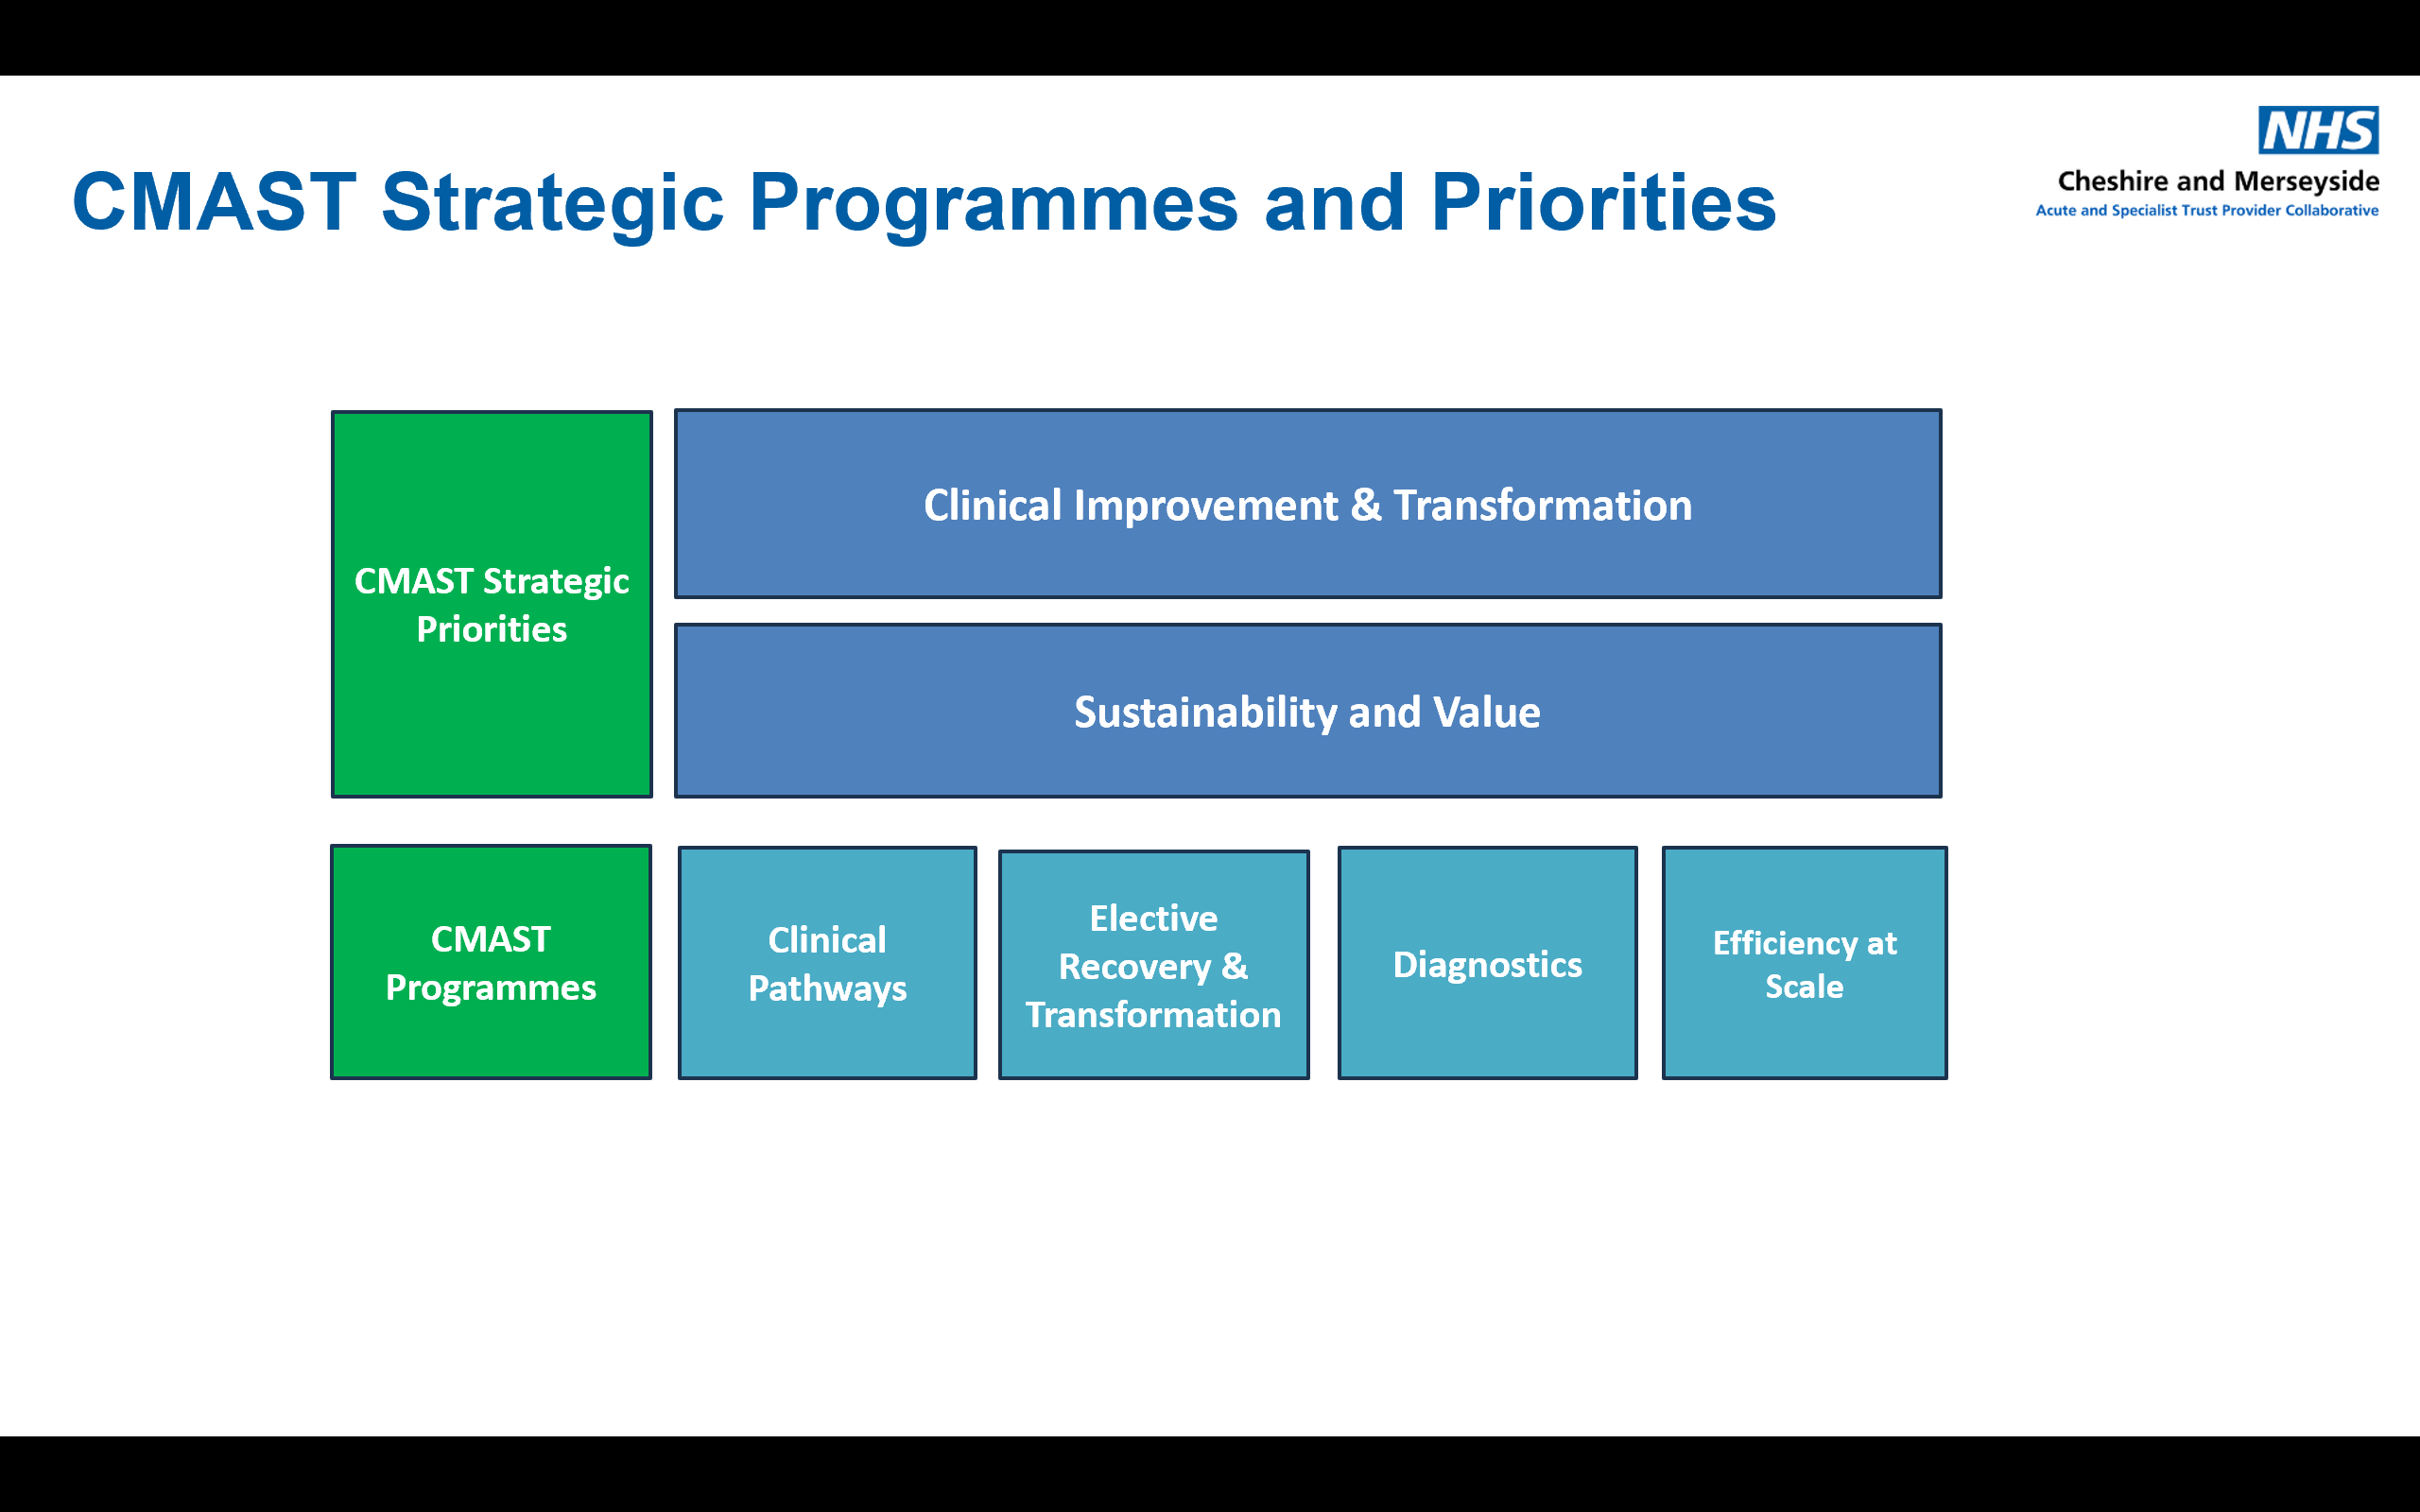 CMAST Strategic Programmes and Priorities
NHS
Cheshire and Merseyside
Acute and Specialist Trust Provider Collaborative
CMAST Strategic
Priorities
Clinical Improvement & Transformation
Sustainability and Value
CMAST
Programmes
Clinical
Pathways
Elective
Recovery &
Transformation
Diagnostics
Efficiency at
Scale